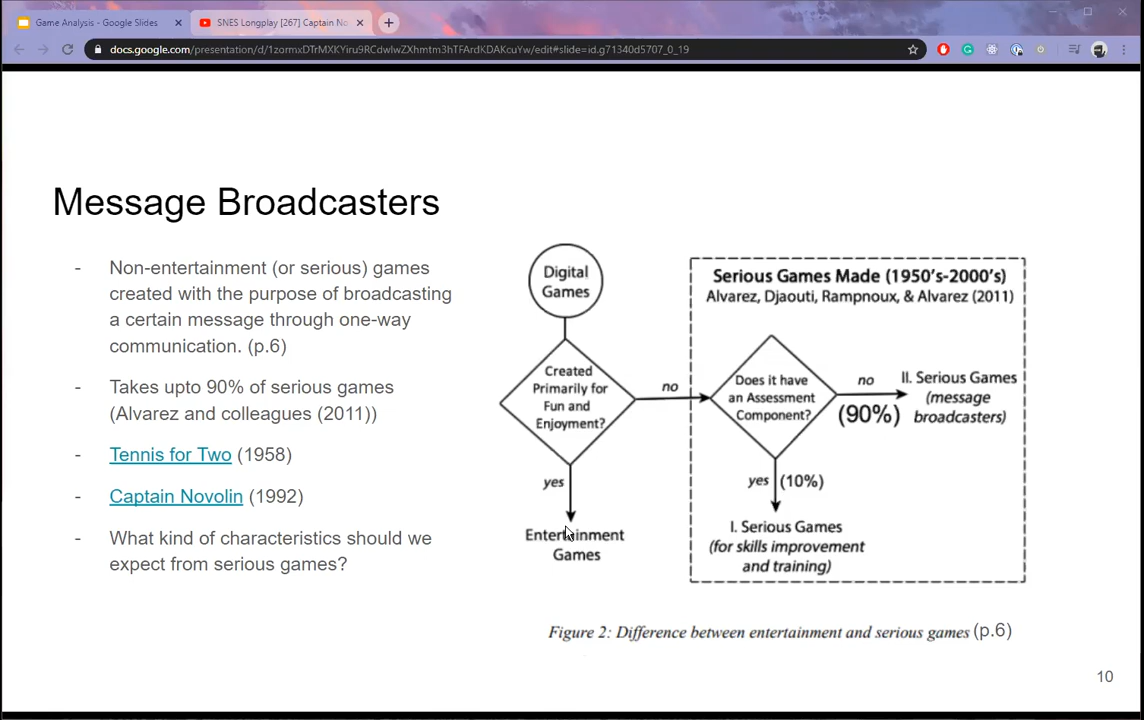 Game Analysis - Google Slides
SNES Longplay [267] Captain No
docs.google.com/presentation/d/1zormxDTrMXKYiru9RCdwlwZXhmtm3hTFArdKDAKcuYw/edit#slide=id.g71340d5707_0_19
Message Broadcasters
- Non-entertainment (or serious) games
created with the purpose of broadcasting
a certain message through one-way
communication. (p.6)
- Takes upto 90% of serious games
(Alvarez and colleagues (2011))
- Tennis for Two (1958)
- Captain Novolin (1992)
- What kind of characteristics should we
expect from serious games?
Digital
Games
Created
Primarily for
Fun and
Enjoyment?
no
yes
Entertainment
Games
Serious Games Made (1950's-2000's)
Alvarez, Djaouti, Rampnoux, & Alvarez (2011)
Does it have
an Assessment
Component?
no
(90%)
II. Serious Games
(message
broadcasters)
yes (10%)
I. Serious Games
(for skills improvement
and training)
Figure 2: Difference between entertainment and serious games (p.6)
10